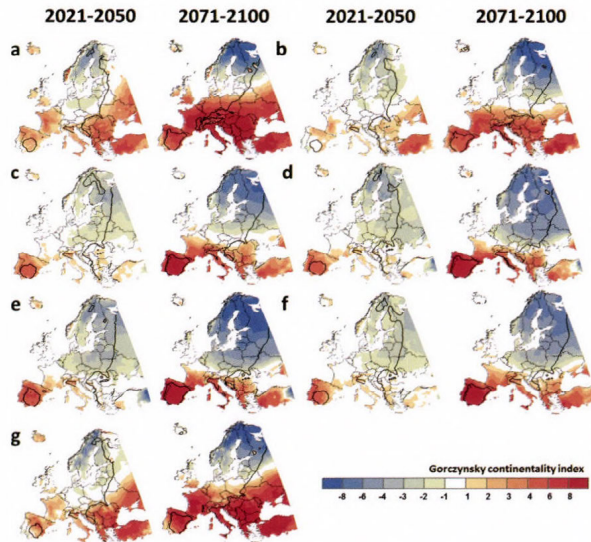 2021-2050 2071-2100 2021-2050 2071-2100
a b
c d
e f
g
Gorczynsky continentality index
-8 -6 -4 -3 -2 -1 1 2 3 4 6 8